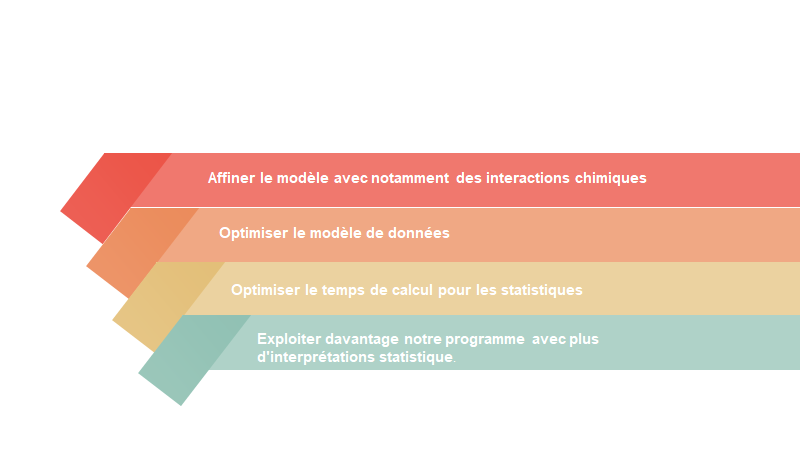 Affiner le modèle avec notamment des interactions chimiques
Optimiser le modèle de données
Optimiser le temps de calcul pour les statistiques
Exploiter davantage notre programme avec plus
d'interprétations statistique.